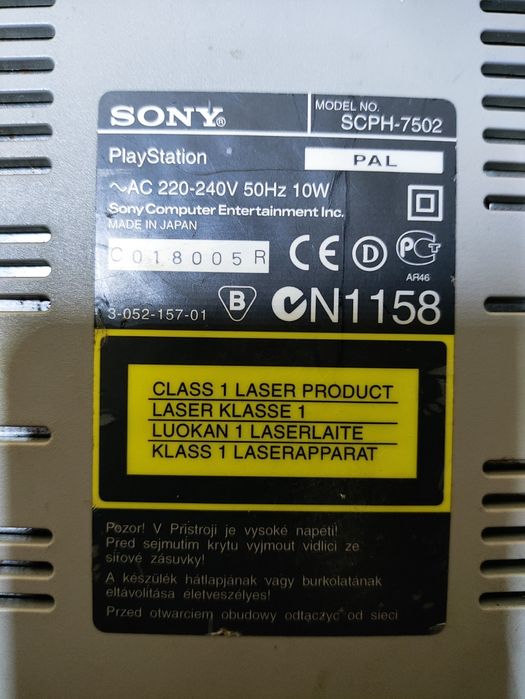 SONY®
MODEL NO.
SCPH-7502
PlayStation
PAL
~AC 220-240V 50Hz 10W
Sony Computer Entertainment Inc.
MADE IN JAPAN
C018005R
CE D PCT
AЯ46
3-052-157-01
B
N1158
CLASS 1 LASER PRODUCT
LASER KLASSE 1
LUOKAN 1 LASERLAITE
KLASS 1 LASERAPPARAT
Pozor! V Přístroji je vysoké napětí!
Před sejmutím krytu vyjmout vidlici ze
síťové zásuvky!
A készülék hátlapjának vagy burkolatának
eltávolítása életveszélyes!
Przed otwarciem obudowy odłączyć od sieci